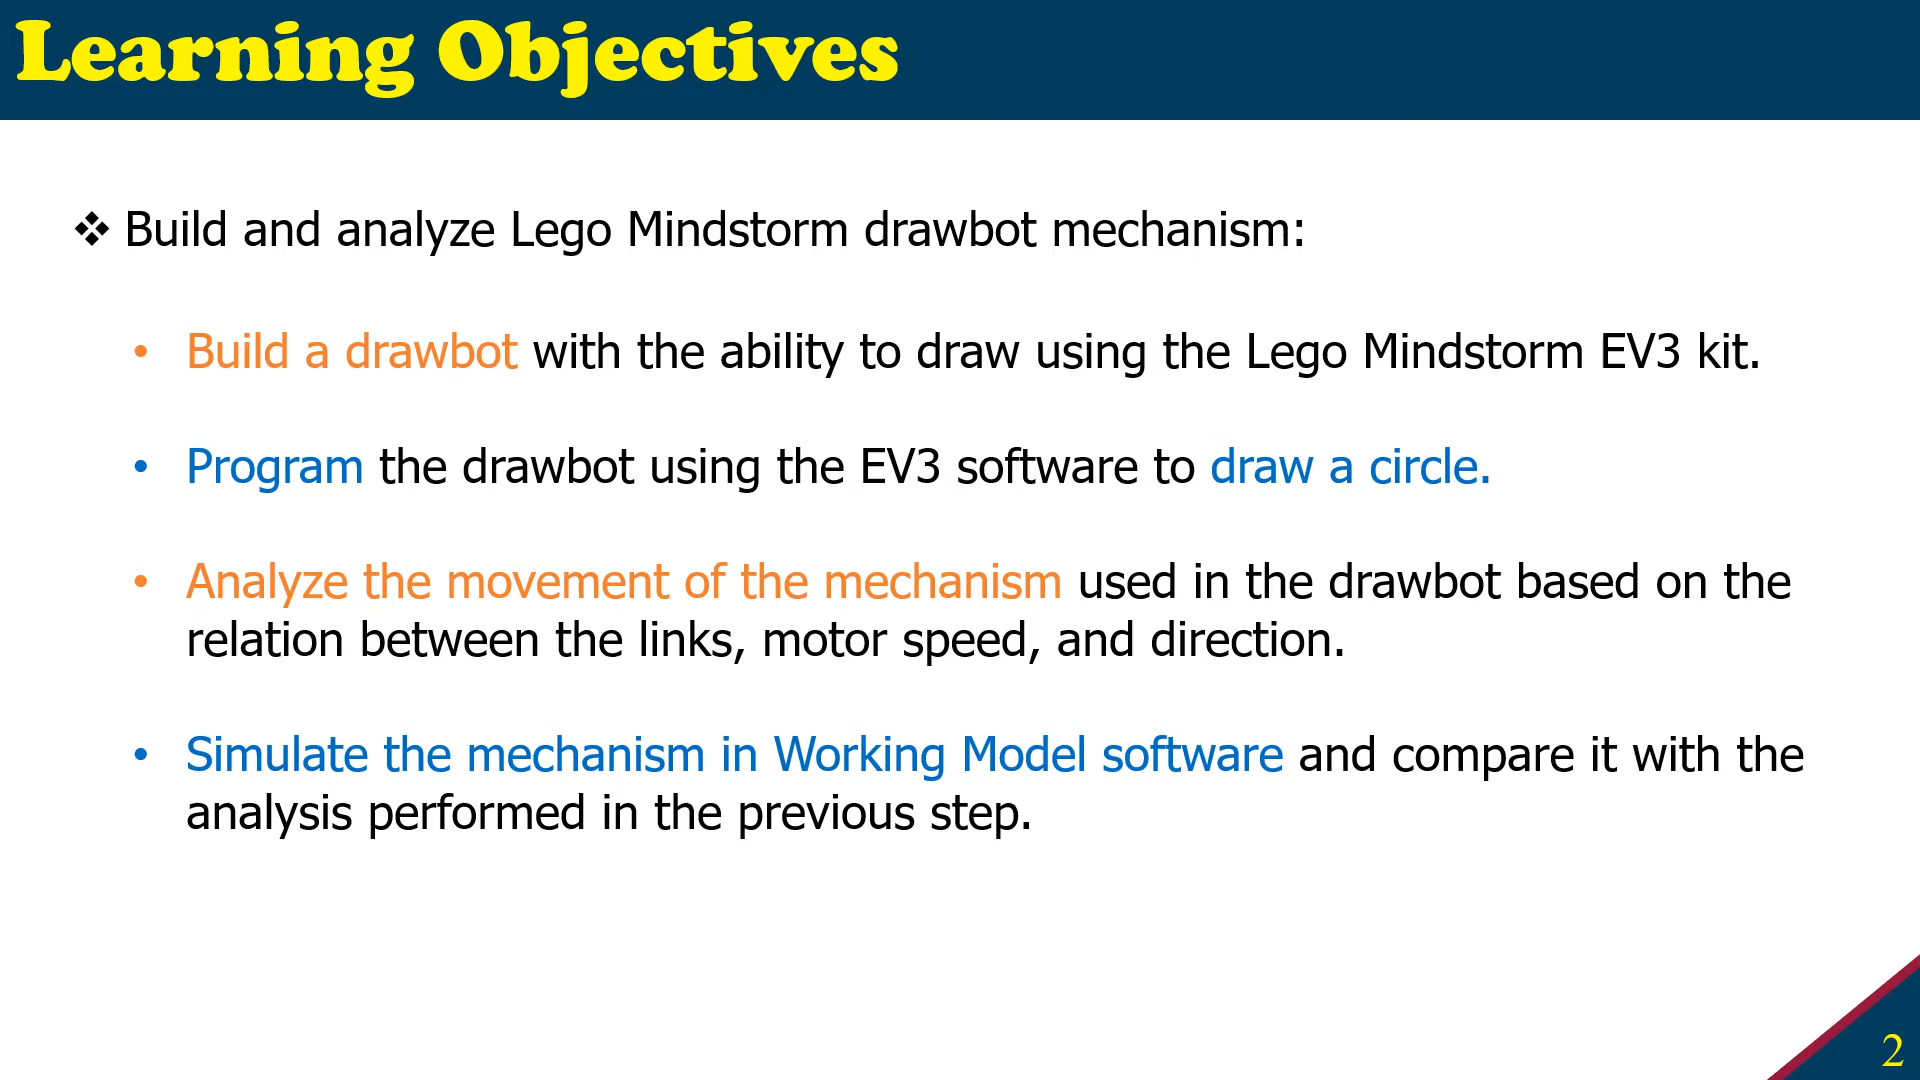 Learning Objectives
❖ Build and analyze Lego Mindstorm drawbot mechanism:
• Build a drawbot with the ability to draw using the Lego Mindstorm EV3 kit.
• Program the drawbot using the EV3 software to draw a circle.
• Analyze the movement of the mechanism used in the drawbot based on the
relation between the links, motor speed, and direction.
• Simulate the mechanism in Working Model software and compare it with the
analysis performed in the previous step.
2